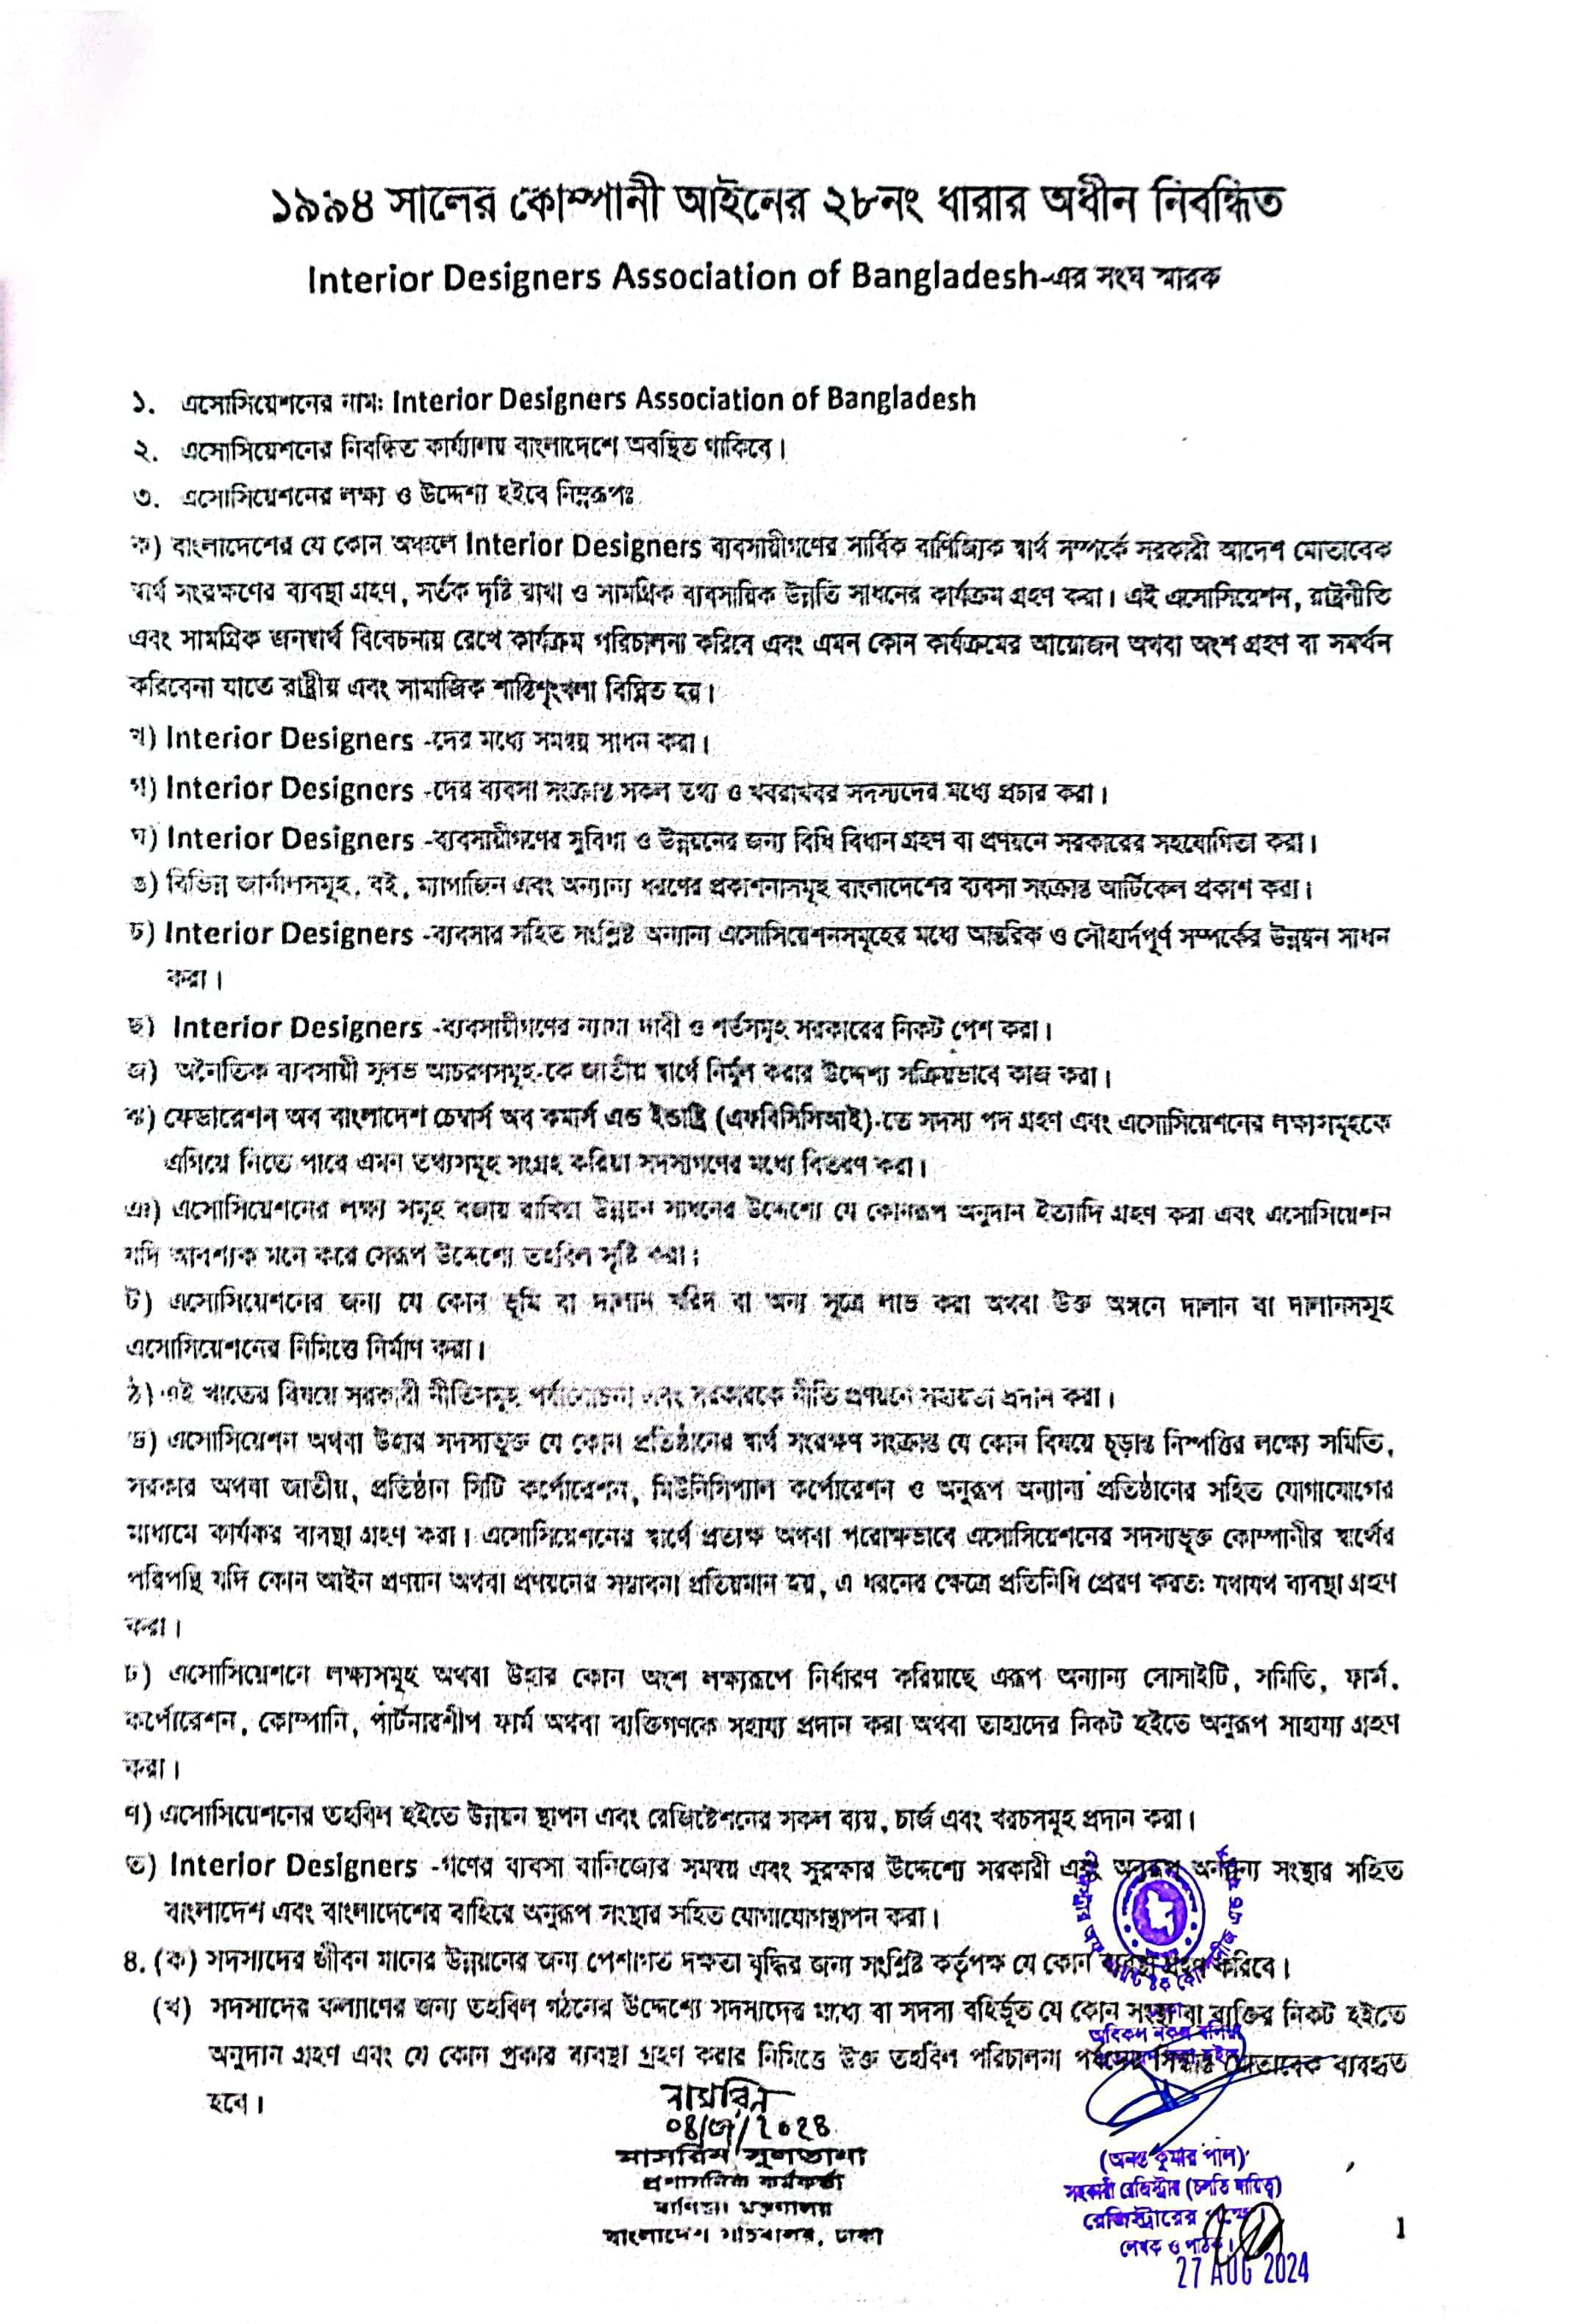 ১৯৯৪ সালের কোম্পানী আইনের ২৮নং ধারার অধীন নিবন্ধিত
Interior Designers Association of Bangladesh-এর সংঘ স্মারক
১. এসোসিয়েশনের নাম: Interior Designers Association of Bangladesh
২. এসোসিয়েশনের নিবন্ধিত কার্য্যালয় বাংলাদেশে অবস্থিত থাকিবে।
৩. এসোসিয়েশনের লক্ষ্য ও উদ্দেশ্য হইবে নিম্নরূপঃ
ক) বাংলাদেশের যে কোন অঞ্চলে Interior Designers ব্যবসায়ীগণের সার্বিক বাণিজ্যিক স্বার্থ সম্পর্কে সরকারী আদেশ মোতাবেক
স্বার্থ সংরক্ষণের ব্যবস্থা গ্রহণ, সর্তক দৃষ্টি রাখা ও সামগ্রিক ব্যবসায়িক উন্নতি সাধনের কার্যক্রম গ্রহণ করা। এই এসোসিয়েশন, রাষ্ট্রনীতি
এবং সামগ্রিক জনস্বার্থ বিবেচনায় রেখে কার্যক্রম পরিচালনা করিবে এবং এমন কোন কার্যক্রমের আয়োজন অথবা অংশ গ্রহণ বা সমর্থন
করিবেনা যাতে রাষ্ট্রীয় এবং সামাজিক শান্তিশৃংখলা বিঘ্নিত হয়।
খ) Interior Designers -দের মধ্যে সমন্বয় সাধন করা।
গ) Interior Designers -দের ব্যবসা সংক্রান্ত সকল তথ্য ও খবরাখবর সদস্যদের মধ্যে প্রচার করা।
ঘ) Interior Designers -ব্যবসায়ীগণের সুবিধা ও উন্নয়নের জন্য বিধি বিধান গ্রহণ বা প্রণয়নে সরকারের সহযোগিতা করা।
ঙ) বিভিন্ন জার্নালসমূহ, বই, ম্যাগাজিন এবং অন্যান্য ধরণের প্রকাশনাসমূহ বাংলাদেশের ব্যবসা সংক্রান্ত আর্টিকেল প্রকাশ করা।
চ) Interior Designers -ব্যবসার সহিত সংশ্লিষ্ট অন্যান্য এসোসিয়েশনসমূহের মধ্যে আন্তরিক ও সৌহার্দপূর্ণ সম্পর্কের উন্নয়ন সাধন
করা।
ছ) Interior Designers -ব্যবসায়ীগণের ন্যায্য দাবী ও শর্তসমূহ সরকারের নিকট পেশ করা।
জ) অনৈতিক ব্যবসায়ী সুলভ আচরণসমূহ-কে জাতীয় স্বার্থে নির্মূল করার উদ্দেশ্য সক্রিয়ভাবে কাজ করা।
ঝ) ফেডারেশন অব বাংলাদেশ চেম্বার্স অব কমার্স এন্ড ইন্ডাষ্ট্রি (এফবিসিসিআই)-তে সদস্য পদ গ্রহণ এবং এসোসিয়েশনের লক্ষ্যসমূহকে
এগিয়ে নিতে পারে এমন তথ্যসমূহ সংগ্রহ করিয়া সদস্যগণের মধ্যে বিতরণ করা।
ঞ) এসোসিয়েশনের লক্ষ্য সমূহ বজায় রাখিয়া উন্নয়ন সাধনের উদ্দেশ্যে যে কোনরূপ অনুদান ইত্যাদি গ্রহণ করা এবং এসোসিয়েশন
যদি আবশ্যক মনে করে সেরূপ উদ্দেশ্যে তহবিল সৃষ্টি করা।
ট) এসোসিয়েশনের জন্য যে কোন ভূমি বা দালান খরিদ বা অন্য সূত্রে লাভ করা অথবা উক্ত অঙ্গনে দালান বা দালানসমূহ
এসোসিয়েশনের নিমিত্তে নির্মাণ করা।
ঠ) এই খাতের বিষয়ে সরকারী নীতিসমূহ পর্যালোচনা এবং সরকারকে নীতি প্রণয়নে সহায়তা প্রদান করা।
ড) এসোসিয়েশন অথবা উহার সদস্যভুক্ত যে কোন প্রতিষ্ঠানের স্বার্থ সংরক্ষণ সংক্রান্ত যে কোন বিষয়ে চূড়ান্ত নিস্পত্তির লক্ষ্যে সমিতি,
সরকার অথবা জাতীয়, প্রতিষ্ঠান সিটি কর্পোরেশন, মিউনিসিপ্যাল কর্পোরেশন ও অনুরূপ অন্যান্য প্রতিষ্ঠানের সহিত যোগাযোগের
মাধ্যমে কার্যকর ব্যবস্থা গ্রহণ করা। এসোসিয়েশনের স্বার্থে প্রত্যক্ষ অথবা পরোক্ষভাবে এসোসিয়েশনের সদস্যভূক্ত কোম্পানীর স্বার্থের
পরিপন্থি যদি কোন আইন প্রণয়ন অথবা প্রণয়নের সম্ভাবনা প্রতিয়মান হয়, এ ধরনের ক্ষেত্রে প্রতিনিধি প্রেরণ করতঃ যথাযথ ব্যবস্থা গ্রহণ
করা।
ঢ) এসোসিয়েশনে লক্ষ্যসমূহ অথবা উহার কোন অংশ লক্ষ্যরূপে নির্ধারণ করিয়াছে এরূপ অন্যান্য সোসাইটি, সমিতি, ফার্ম,
কর্পোরেশন, কোম্পানি, পার্টনারশীপ ফার্ম অথবা ব্যক্তিগণকে সহায্য প্রদান করা অথবা তাহাদের নিকট হইতে অনুরূপ সাহায্য গ্রহণ
করা।
ণ) এসোসিয়েশনের তহবিল হইতে উন্নয়ন স্থাপন এবং রেজিষ্টেশনের সকল ব্যয়, চার্জ এবং খরচসমূহ প্রদান করা।
ত) Interior Designers -গণের ব্যবসা বানিজ্যের সমন্বয় এবং সুরক্ষার উদ্দেশ্যে সরকারী এবং অনুরূপ অন্যান্য সংস্থার সহিত
বাংলাদেশ এবং বাংলাদেশের বাহিরে অনুরূপ সংস্থার সহিত যোগাযোগস্থাপন করা।
৪. (ক) সদস্যদের জীবন মানের উন্নয়নের জন্য পেশাগত দক্ষতা বৃদ্ধির জন্য সংশ্লিষ্ট কর্তৃপক্ষ যে কোন ব্যবস্থা গ্রহণ করিবে।
(খ) সদস্যদের কল্যাণের জন্য তহবিল গঠনের উদ্দেশ্যে সদস্যদের মধ্যে বা সদস্য বহির্ভূত যে কোন সংস্থা বা ব্যক্তির নিকট হইতে
অনুদান গ্রহণ এবং যে কোন প্রকার ব্যবস্থা গ্রহণ করার নিমিত্তে উক্ত তহবিল পরিচালনা পর্ষদের সিদ্ধান্ত মোতাবেক ব্যবহৃত
হবে।
নাসরিন সুলতানা
প্রশাসনিক কর্মকর্তা
বাণিজ্য মন্ত্রণালয়
বাংলাদেশ সচিবালয়, ঢাকা
(অনন্ত কুমার পাল)
সহকারী রেজিস্ট্রার (চলতি দায়িত্ব)
রেজিস্ট্রারের পক্ষে
লেখক ও পাঠক।
27 AUG 2024
1